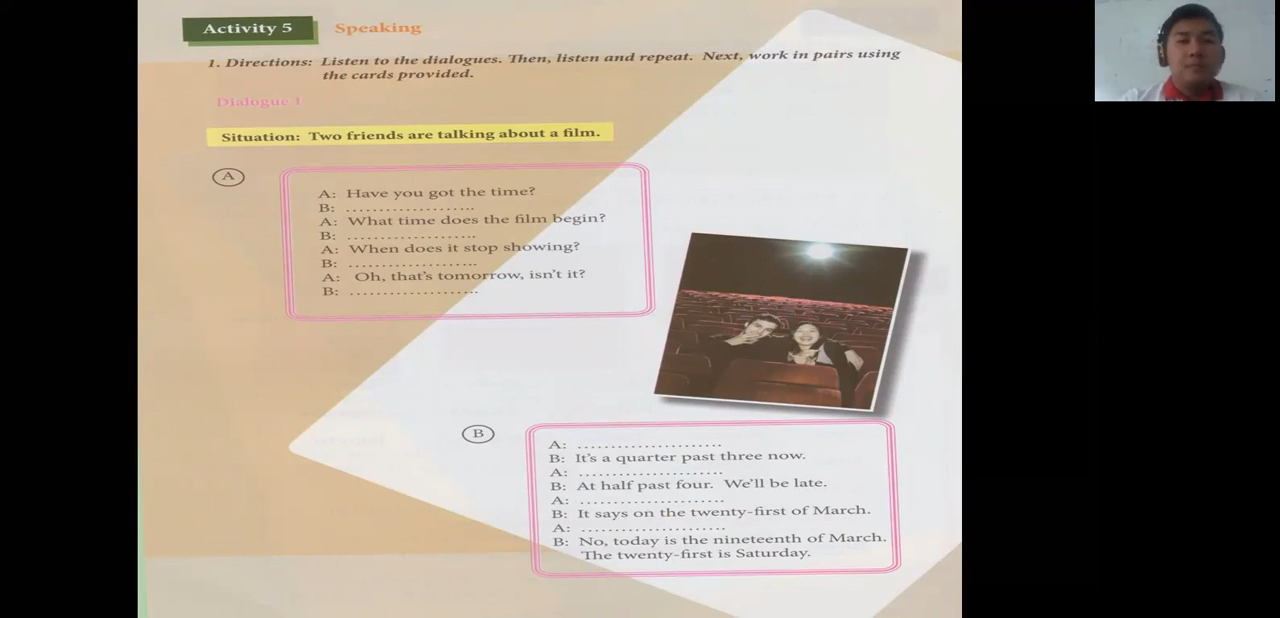 Activity 5 Speaking
1. Directions: Listen to the dialogues. Then, listen and repeat. Next, work in pairs using
the cards provided.
Dialogue 1
Situation: Two friends are talking about a film.
A
A: Have you got the time?
B: ...................
A: What time does the film begin?
B: ...................
A: When does it stop showing?
B: ...................
A: Oh, that's tomorrow, isn't it?
B: ...................
B
A: ......................
B: It's a quarter past three now.
A: ......................
B: At half past four. We'll be late.
A: ......................
B: It says on the twenty-first of March.
A: ......................
B: No, today is the nineteenth of March.
The twenty-first is Saturday.